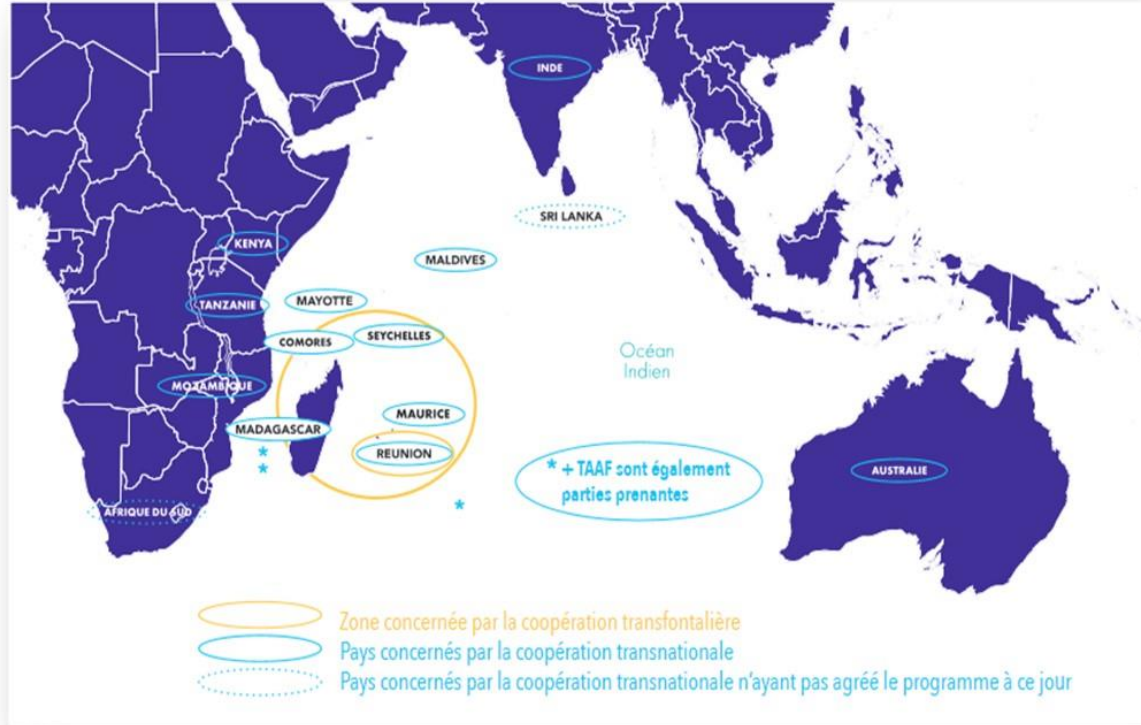 INDE
SRI LANKA
KENYA
MALDIVES
TANZANIE
MAYOTTE
COMORES
SEYCHELLES
Océan
Indien
MOZAMBIQUE
MAURICE
MADAGASCAR
*
*
REUNION
* + TAAF sont également
parties prenantes
AUSTRALIE
*
AFRIQUE DU SUD
Zone concernée par la coopération transfontalière
Pays concernés par la coopération transnationale
Pays concernés par la coopération transnationale n'ayant pas agréé le programme à ce jour